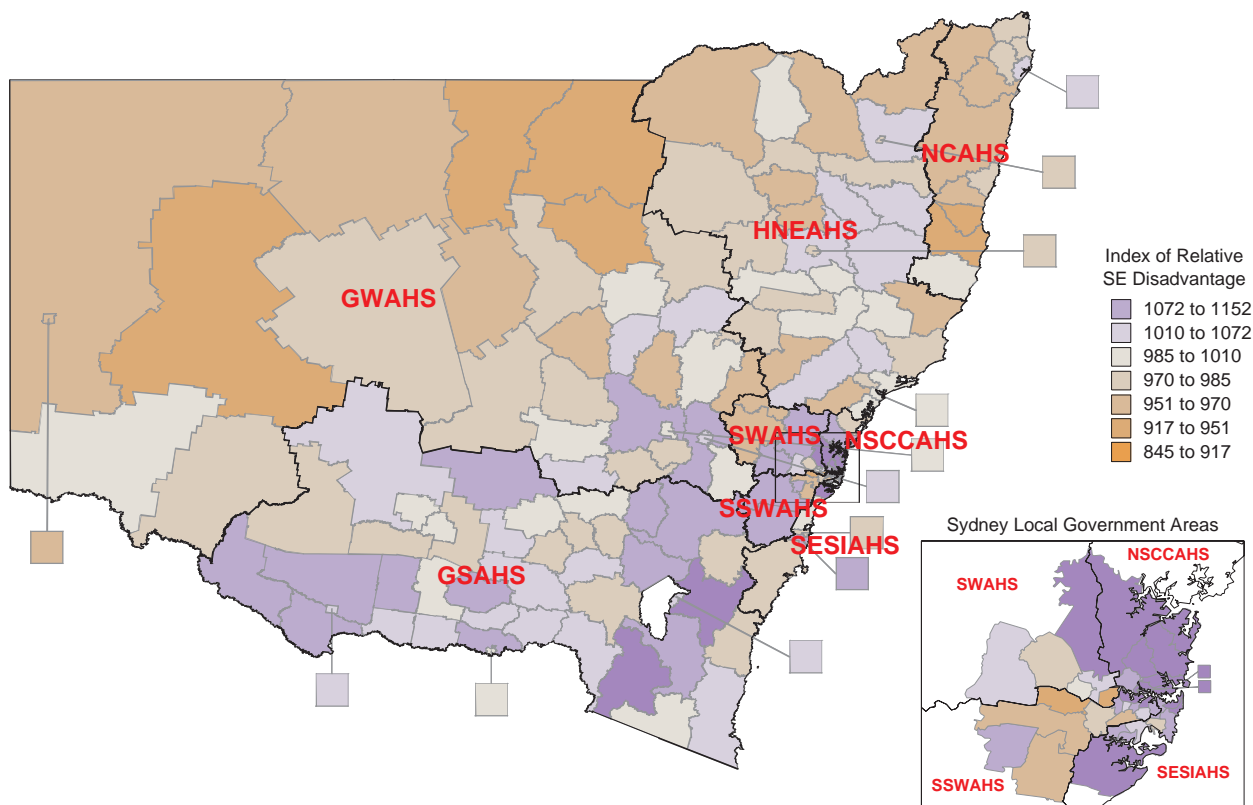 NCAHS
HNEAHS
GWAHS
Index of Relative
SE Disadvantage
1072 to 1152
1010 to 1072
985 to 1010
970 to 985
951 to 970
917 to 951
845 to 917
SWAHS
NSCCAHS
SSWAHS
SESIAHS
GSAHS
Sydney Local Government Areas
NSCCAHS
SWAHS
SSWAHS
SESIAHS